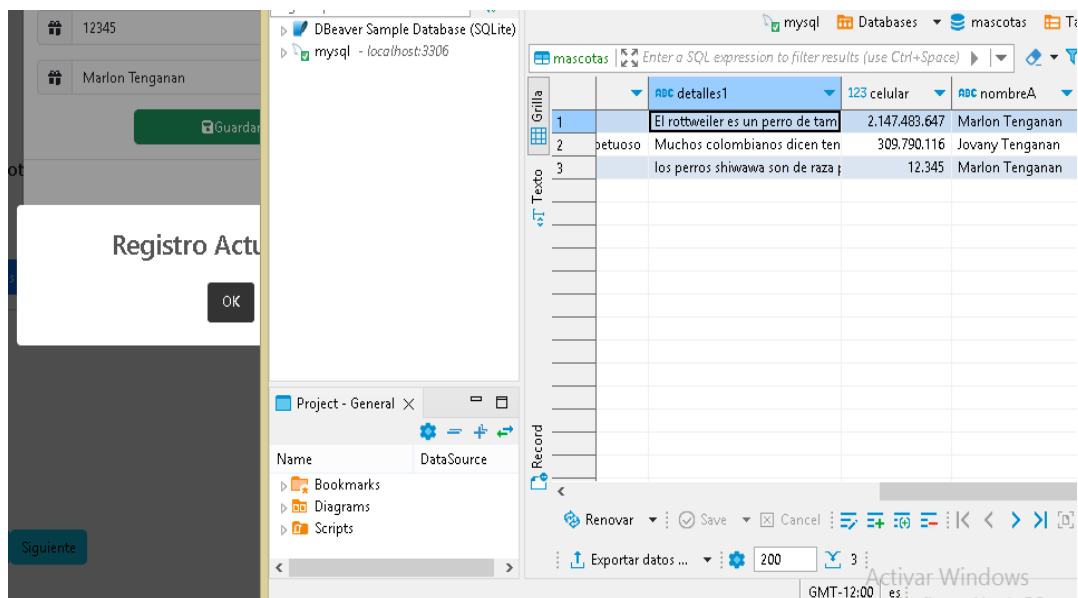 12345
Marlon Tenganan
Guardar
Registro Actu
OK
Siguiente
DBeaver Sample Database (SQLite)
mysql - localhost:3306
Project - General
Name DataSource
Bookmarks
Diagrams
Scripts
mysql Databases mascotas Ta
mascotas Enter a SQL expression to filter results (use Ctrl+Space)
Grilla
Texto
Record
ABC detalles1 123 celular ABC nombreA
1 El rottweiler es un perro de tam 2.147.483.647 Marlon Tenganan
2 petuoso Muchos colombianos dicen ten 309.790.116 Jovany Tenganan
3 los perros shiwawa son de raza p 12.345 Marlon Tenganan
Renovar Save Cancel
Exportar datos ... 200 3
Activar Windows
GMT-12:00 es